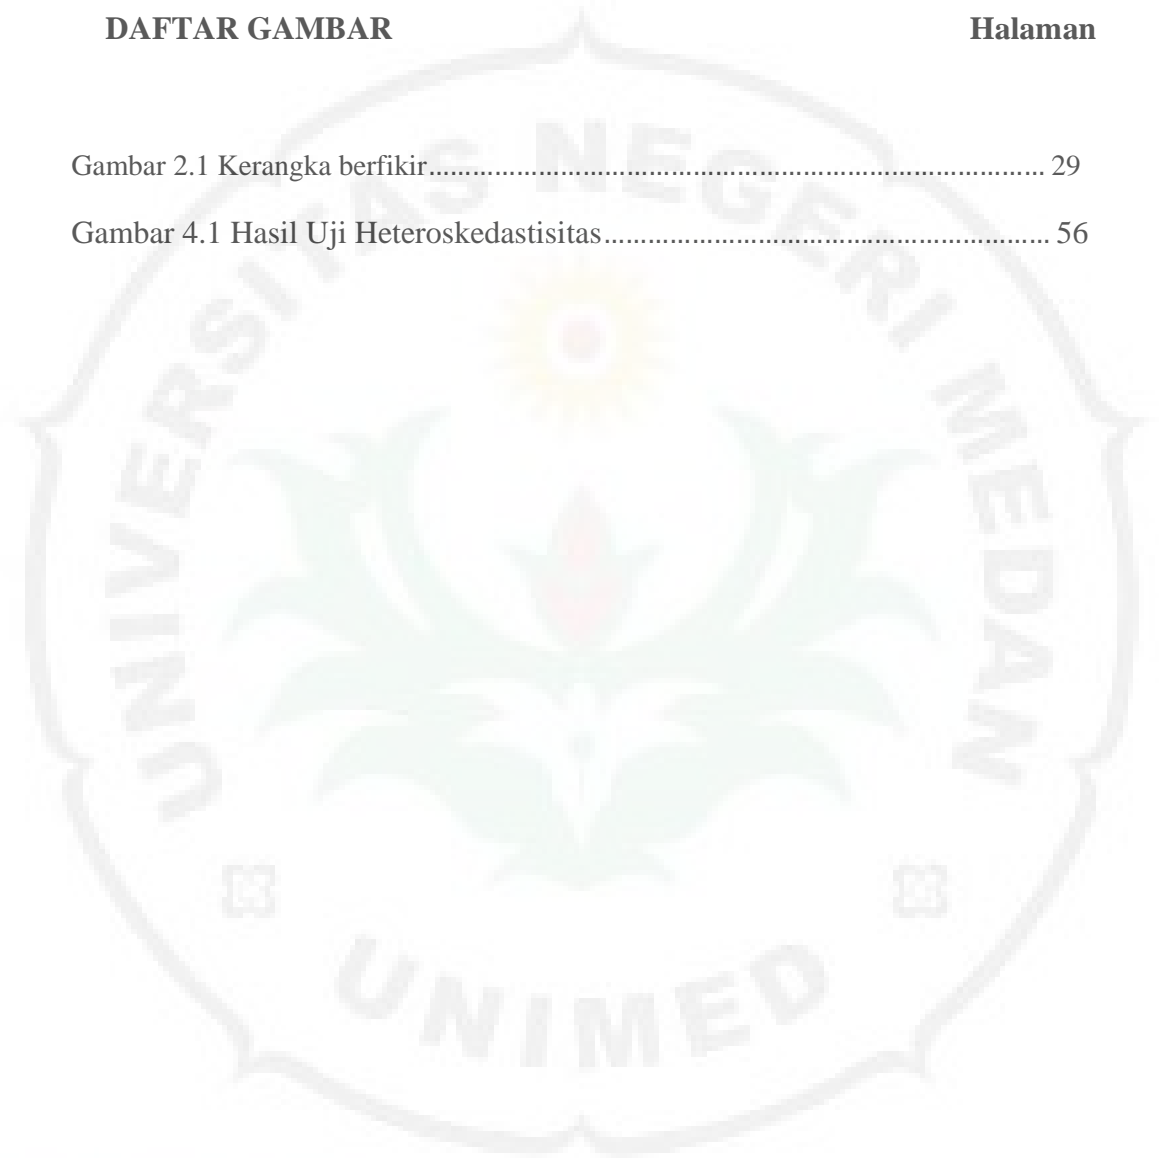 DAFTAR GAMBAR Halaman
Gambar 2.1 Kerangka berfikir.................................................................................... 29
Gambar 4.1 Hasil Uji Heteroskedastisitas............................................................. 56
UNIVERSITAS NEGERI MEDAN
UNIMED